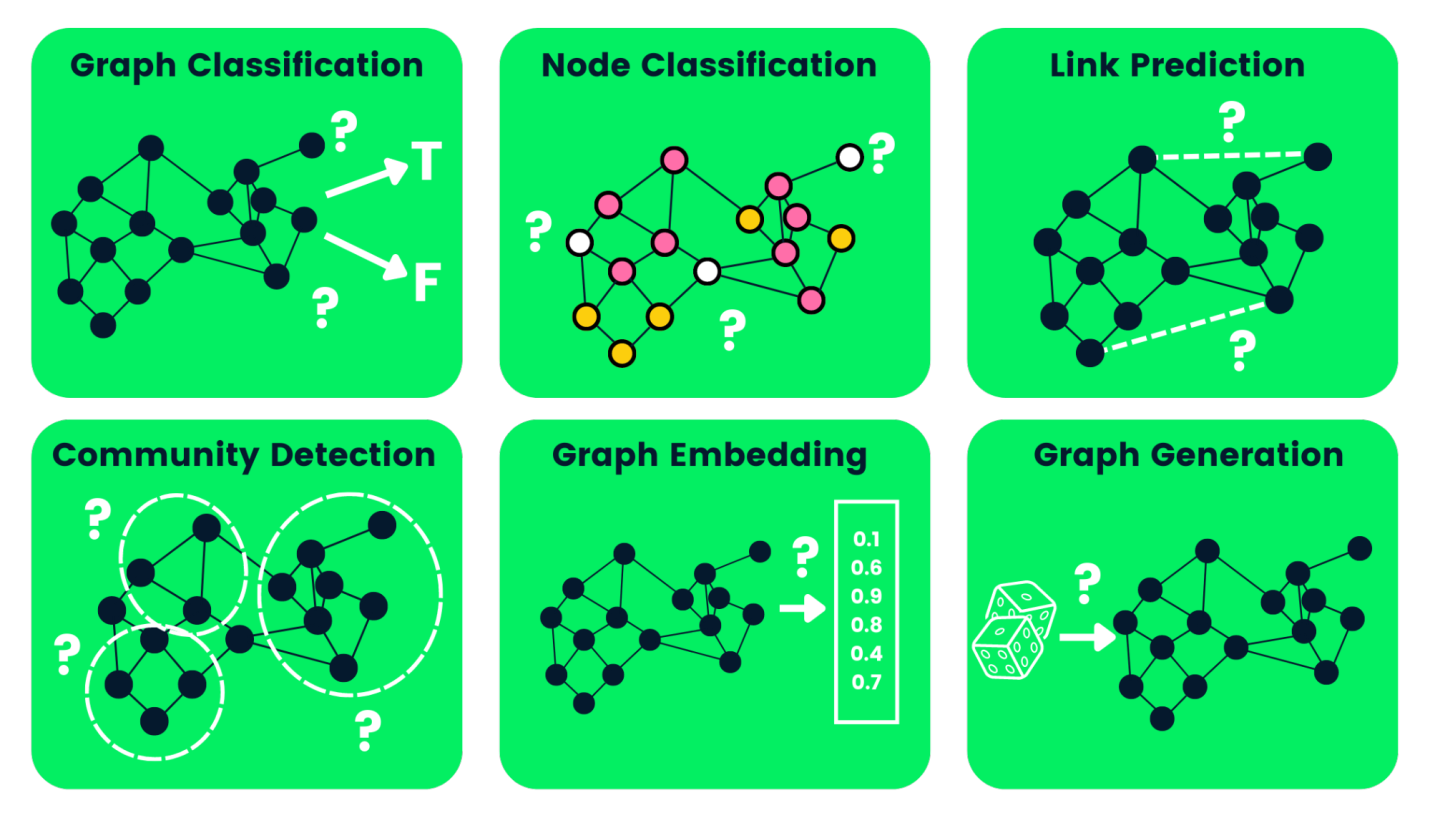 Graph Classification
?
T
F
?
Node Classification
?
?
?
Link Prediction
?
?
Community Detection
?
?
?
Graph Embedding
?
0.1
0.6
0.9
0.8
0.4
0.7
Graph Generation
?